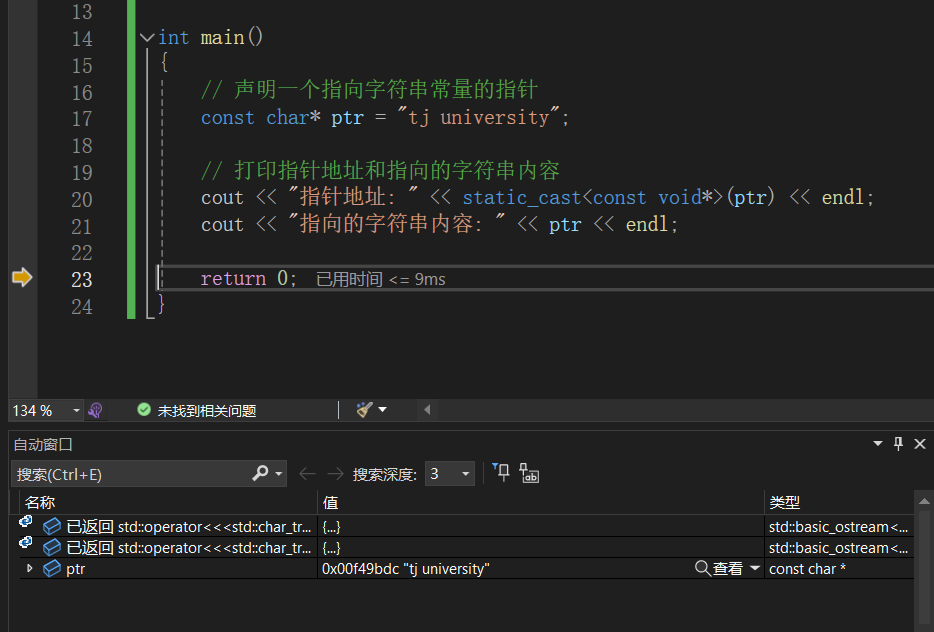 13
14 int main()
15 {
16 // 声明一个指向字符串常量的指针
17 const char* ptr = "tj university";
18
19 // 打印指针地址和指向的字符串内容
20 cout << "指针地址: " << static_cast<const void*>(ptr) << endl;
21 cout << "指向的字符串内容: " << ptr << endl;
22
23 return 0; 已用时间 <= 9ms
24 }
134 % 未找到相关问题
自动窗口
搜索(Ctrl+E) 搜索深度: 3
名称 值 类型
已返回 std::operator<<<std::char_tr... {...} std::basic_ostream<...
已返回 std::operator<<<std::char_tr... {...} std::basic_ostream<...
ptr 0x00f49bdc "tj university" 查看 const char *